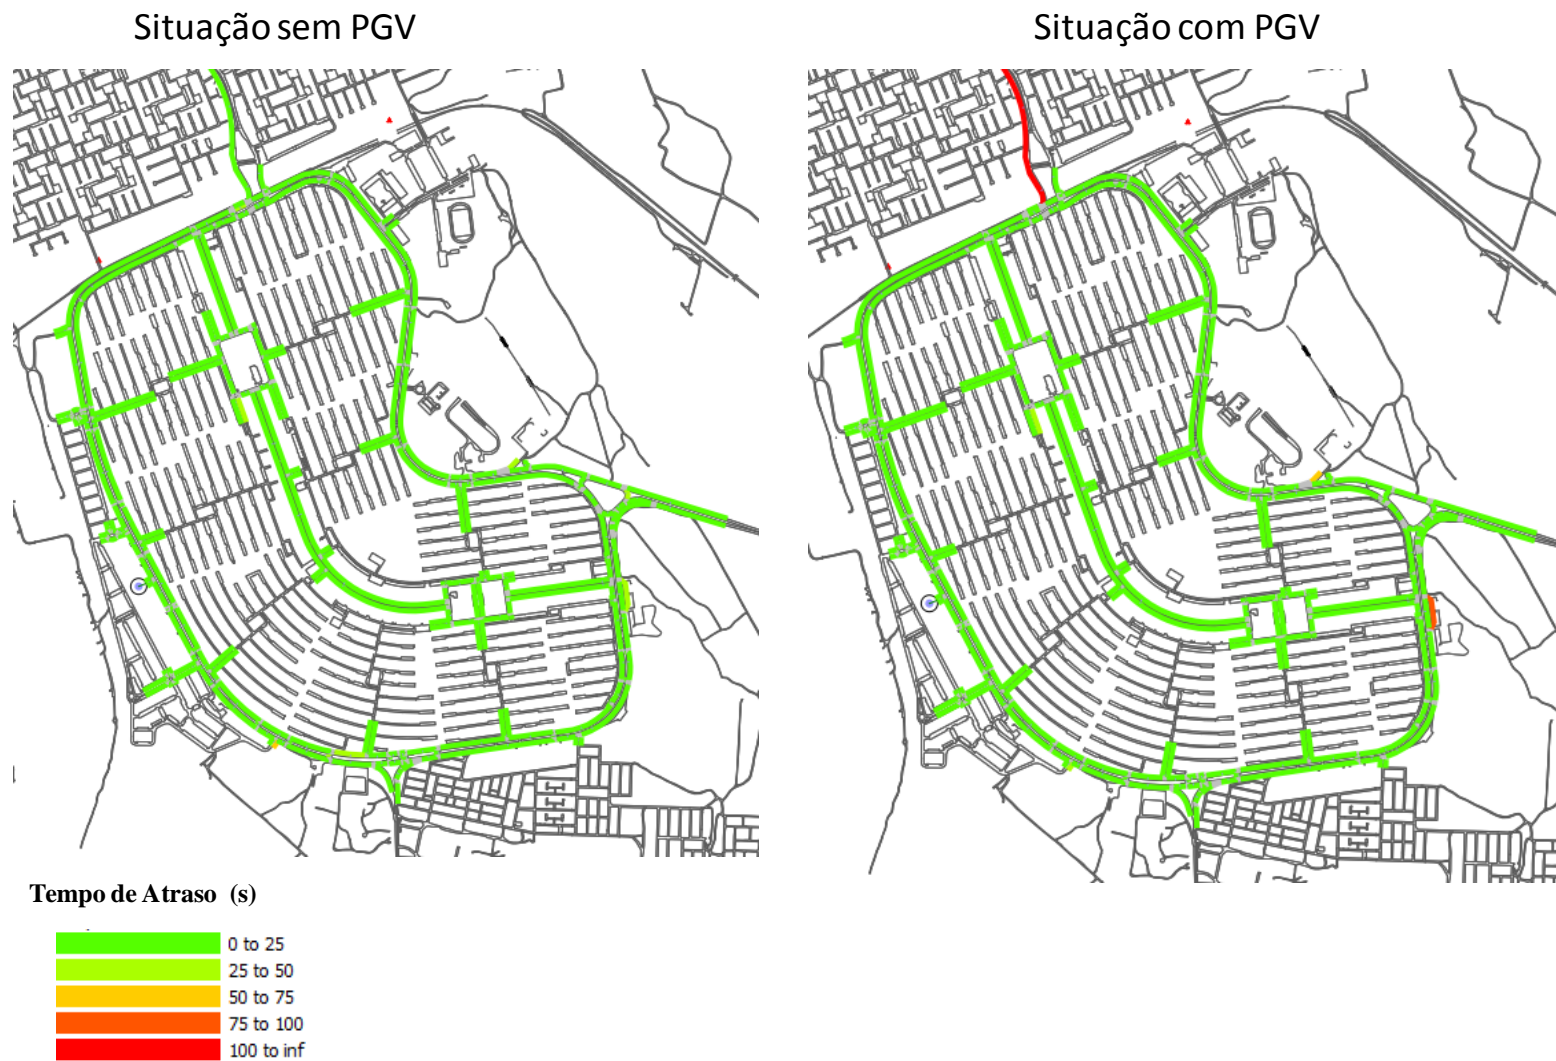 Situação sem PGV
Situação com PGV
Tempo de Atraso (s)
0 to 25
25 to 50
50 to 75
75 to 100
100 to inf